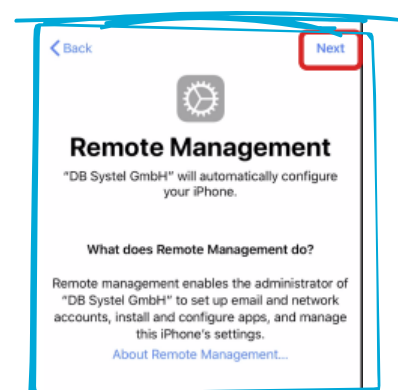 Back
Next
Remote Management
“DB Systel GmbH” will automatically configure
your iPhone.
What does Remote Management do?
Remote management enables the administrator of
“DB Systel GmbH” to set up email and network
accounts, install and configure apps, and manage
this iPhone's settings.
About Remote Management...